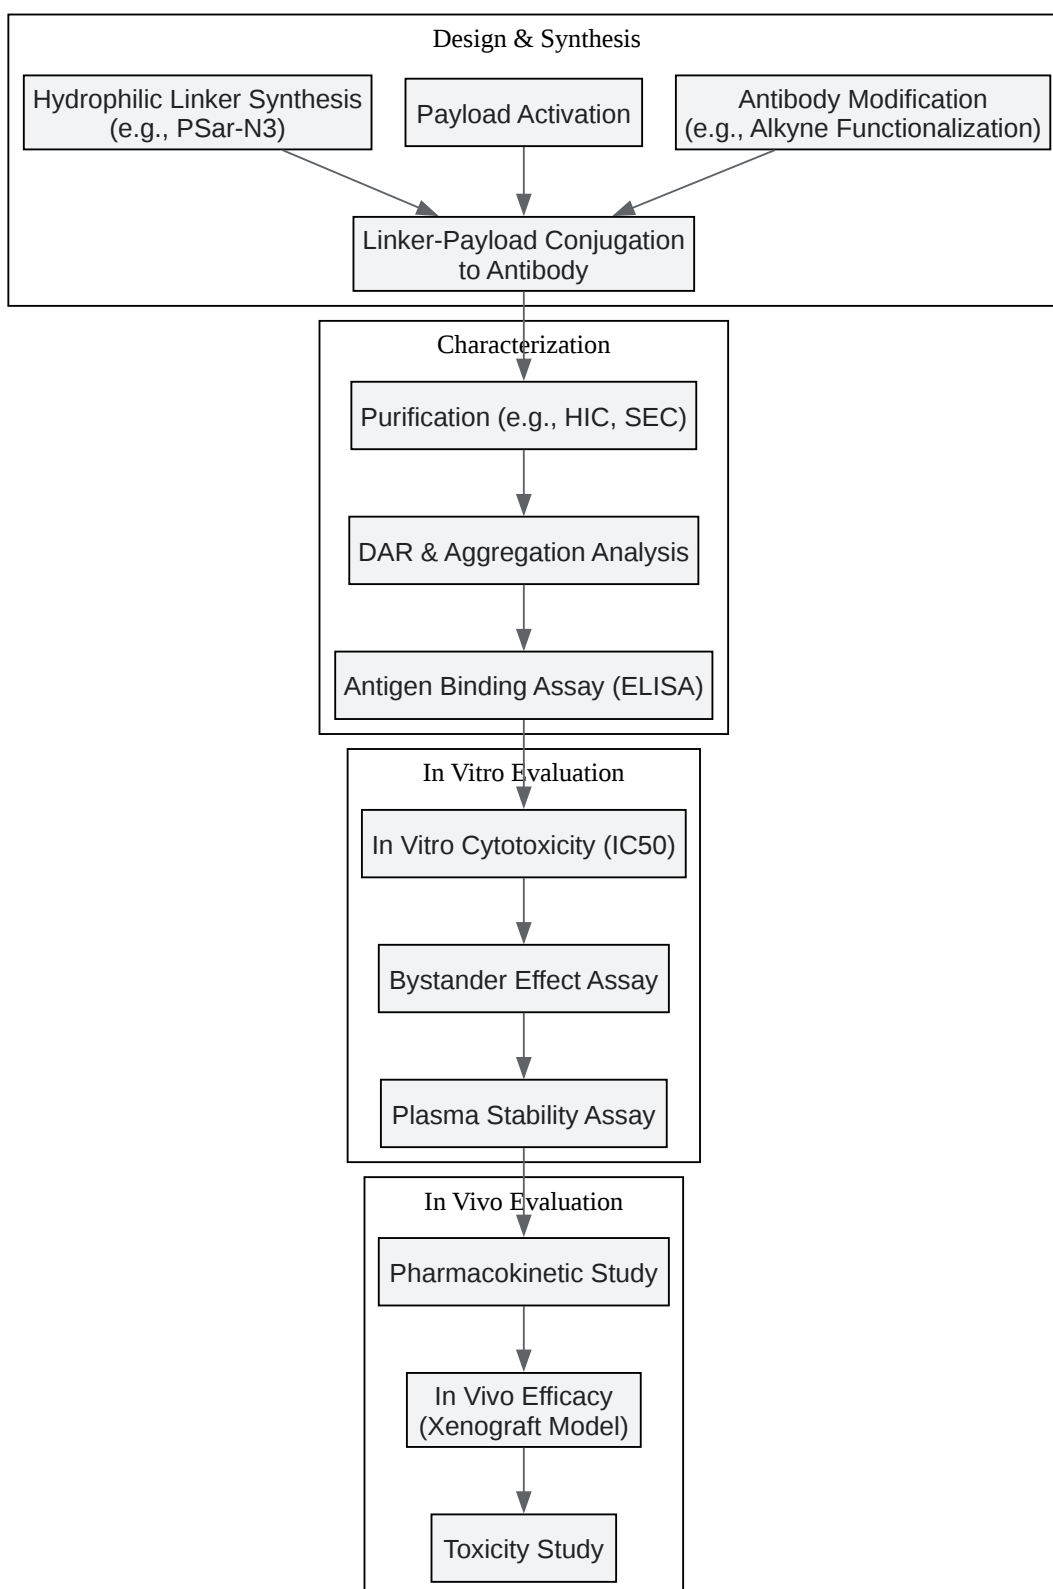 Design & Synthesis
Hydrophilic Linker Synthesis
(e.g., PSar-N3)
Payload Activation
Antibody Modification
(e.g., Alkyne Functionalization)
Linker-Payload Conjugation
to Antibody
Characterization
Purification (e.g., HIC, SEC)
DAR & Aggregation Analysis
Antigen Binding Assay (ELISA)
In Vitro Evaluation
In Vitro Cytotoxicity (IC50)
Bystander Effect Assay
Plasma Stability Assay
In Vivo Evaluation
Pharmacokinetic Study
In Vivo Efficacy
(Xenograft Model)
Toxicity Study